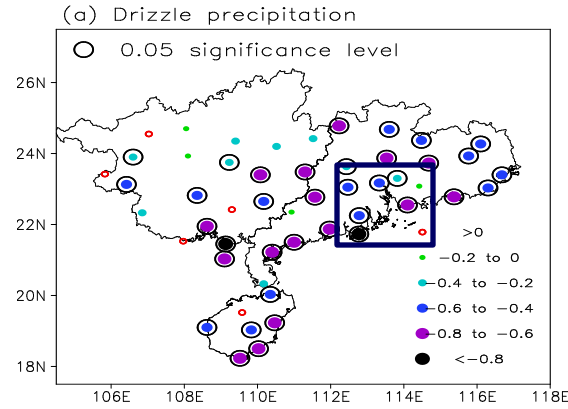 (a) Drizzle precipitation
0.05 significance level
26N
24N
22N
20N
18N
>0
−0.2 to 0
0.4 to −0.2
0.6 to −0.4
0.8 to −0.6
<−0.8
106E 108E 110E 112E 114E 116E 118E